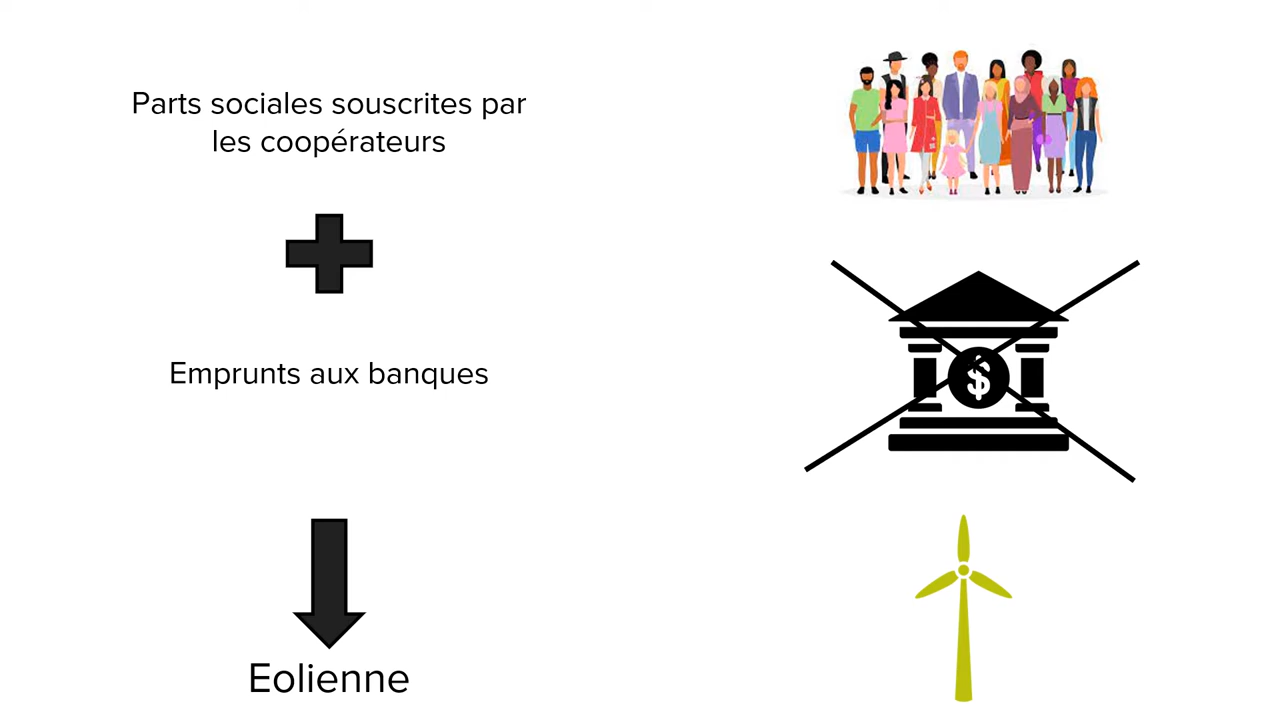 Parts sociales souscrites par
les coopérateurs
Emprunts aux banques
$
Eolienne